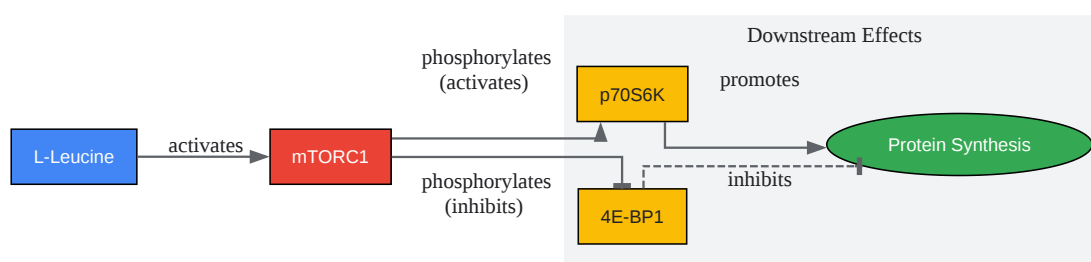 Downstream Effects
phosphorylates
(activates)
p70S6K
promotes
L-Leucine
activates
mTORC1
Protein Synthesis
phosphorylates
(inhibits)
inhibits
4E-BP1